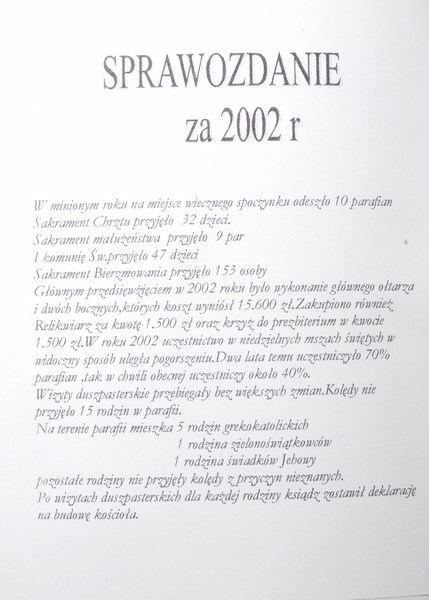 SPRAWOZDANIE
za 2002 r
W minionym roku na miejsce wiecznego spoczynku odeszło 10 parafian
Sakrament Chrztu przyjęło 32 dzieci.
Sakrament małużeństwa przyjęło 9 par
I komunię Św.przyjęło 47 dzieci
Sakrament Bierzmowania przyjęło 153 osoby
Głównym przedsięwzięciem w 2002 roku było wykonanie głównego ołtarza
i dwóch bocznych,których koszt wyniósł 15.600 zł.Zakupiono również
Relikwiarz za kwotę 1.500 zł oraz krzyż do prezbiterium w kwocie
1.500 zł.W roku 2002 uczestnictwo w niedzielnych mszach świętych w
widoczny sposób uległa pogorszeniu.Dwa lata temu uczestniczyło 70%
parafian ,tak w chwili obecnej uczestniczy około 40%.
Wizyty duszpasterskie przebiegały bez większych zmian.Kolędy nie
przyjęło 15 rodzin w parafii.
Na terenie parafii mieszka 5 rodzin grekokatolickich
1 rodzina zielonoświątkowców
1 rodzina świadków Jehowy
pozostałe rodziny nie przyjęły kolędy z przyczyn nieznanych.
Po wizytach duszpasterskich dla każdej rodziny ksiądz zostawił deklarację
na budowę kościoła.